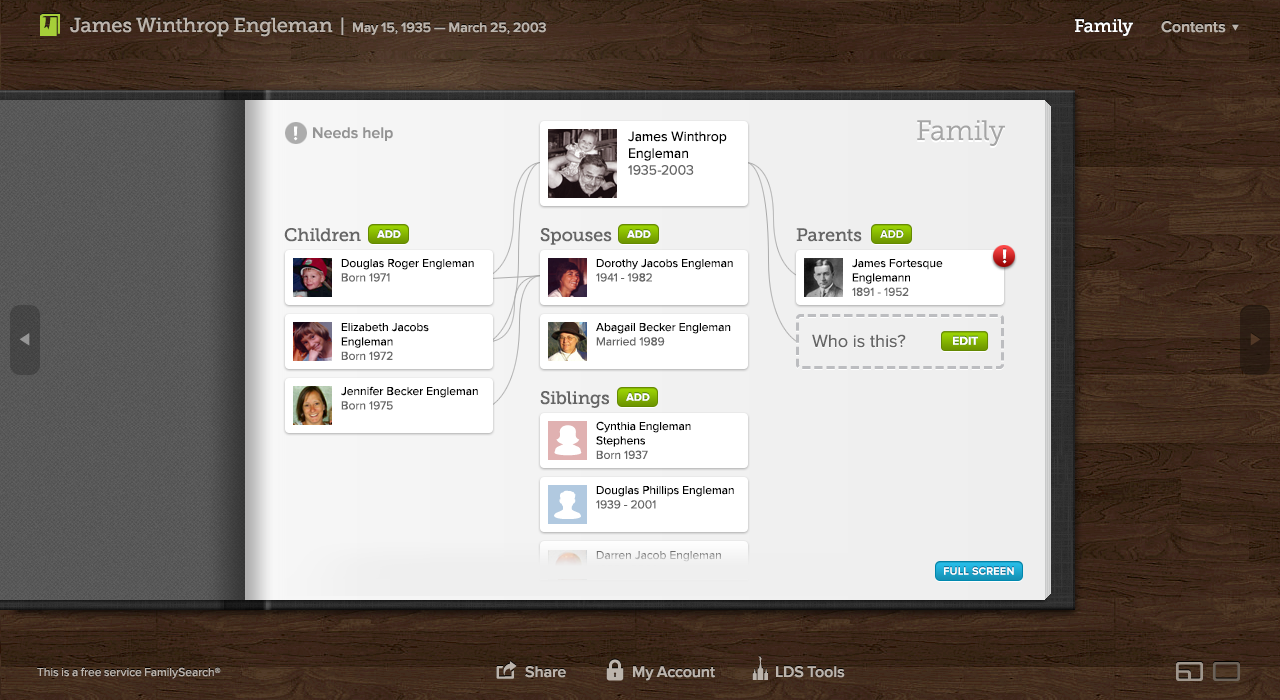 James Winthrop Engleman | May 15, 1935 — March 25, 2003
Family
Contents ▼
! Needs help
Family
James Winthrop
Engleman
1935-2003
Children ADD
Douglas Roger Engleman
Born 1971
Elizabeth Jacobs
Engleman
Born 1972
Jennifer Becker Engleman
Born 1975
Spouses ADD
Dorothy Jacobs Engleman
1941 - 1982
Abagail Becker Engleman
Married 1989
Siblings ADD
Cynthia Engleman
Stephens
Born 1937
Douglas Phillips Engleman
1939 - 2001
Darren Jacob Engleman
Parents ADD
!
James Fortesque
Englemann
1891 - 1952
Who is this? EDIT
FULL SCREEN
This is a free service FamilySearch®
Share
My Account
LDS Tools